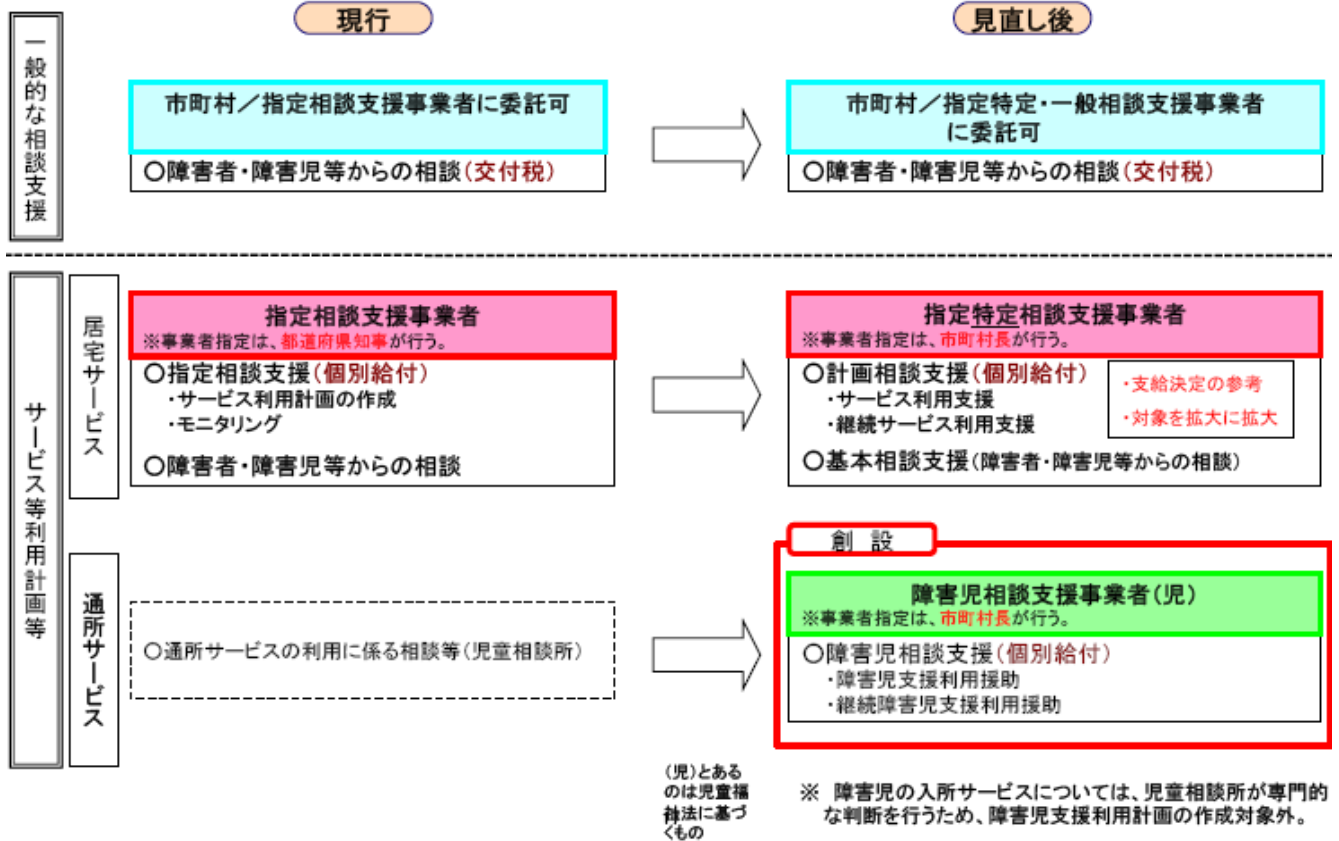 現行
見直し後
一般的な相談支援
市町村／指定相談支援事業者に委託可
○障害者・障害児等からの相談(交付税)
市町村／指定特定・一般相談支援事業者
に委託可
○障害者・障害児等からの相談(交付税)
サービス等利用計画等
居宅サービス
指定相談支援事業者
※事業者指定は、都道府県知事が行う。
○指定相談支援(個別給付)
・サービス利用計画の作成
・モニタリング
○障害者・障害児等からの相談
指定特定相談支援事業者
※事業者指定は、市町村長が行う。
○計画相談支援(個別給付)
・サービス利用支援
・継続サービス利用支援
・支給決定の参考
・対象を拡大に拡大
○基本相談支援(障害者・障害児等からの相談)
通所サービス
○通所サービスの利用に係る相談等(児童相談所)
創 設
障害児相談支援事業者(児)
※事業者指定は、市町村長が行う。
○障害児相談支援(個別給付)
・障害児支援利用援助
・継続障害児支援利用援助
(児)とある
のは児童福
祉法に基づ
くもの
※ 障害児の入所サービスについては、児童相談所が専門的
な判断を行うため、障害児支援利用計画の作成対象外。